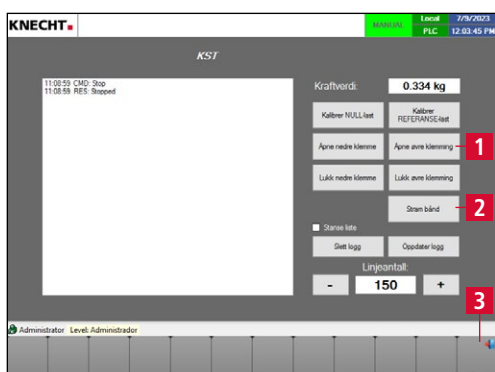 KNECHT
MANUAL
Local
7/9/2023
PLC
12:03:45 PM
KST
11:08:59 CMD: Stop
11:08:59 RES: Stopped
Kraftverdi:
0.334 kg
Kalibrer NULL-last
Kalibrer
REFERANSE-last
Åpne nedre klemme
Åpne øvre klemming
1
Lukk nedre klemme
Lukk øvre klemming
Stram bånd
2
Slett logg
Oppdater logg
Linjeantall:
-
150
+
3
Administrator
Level: Administrador